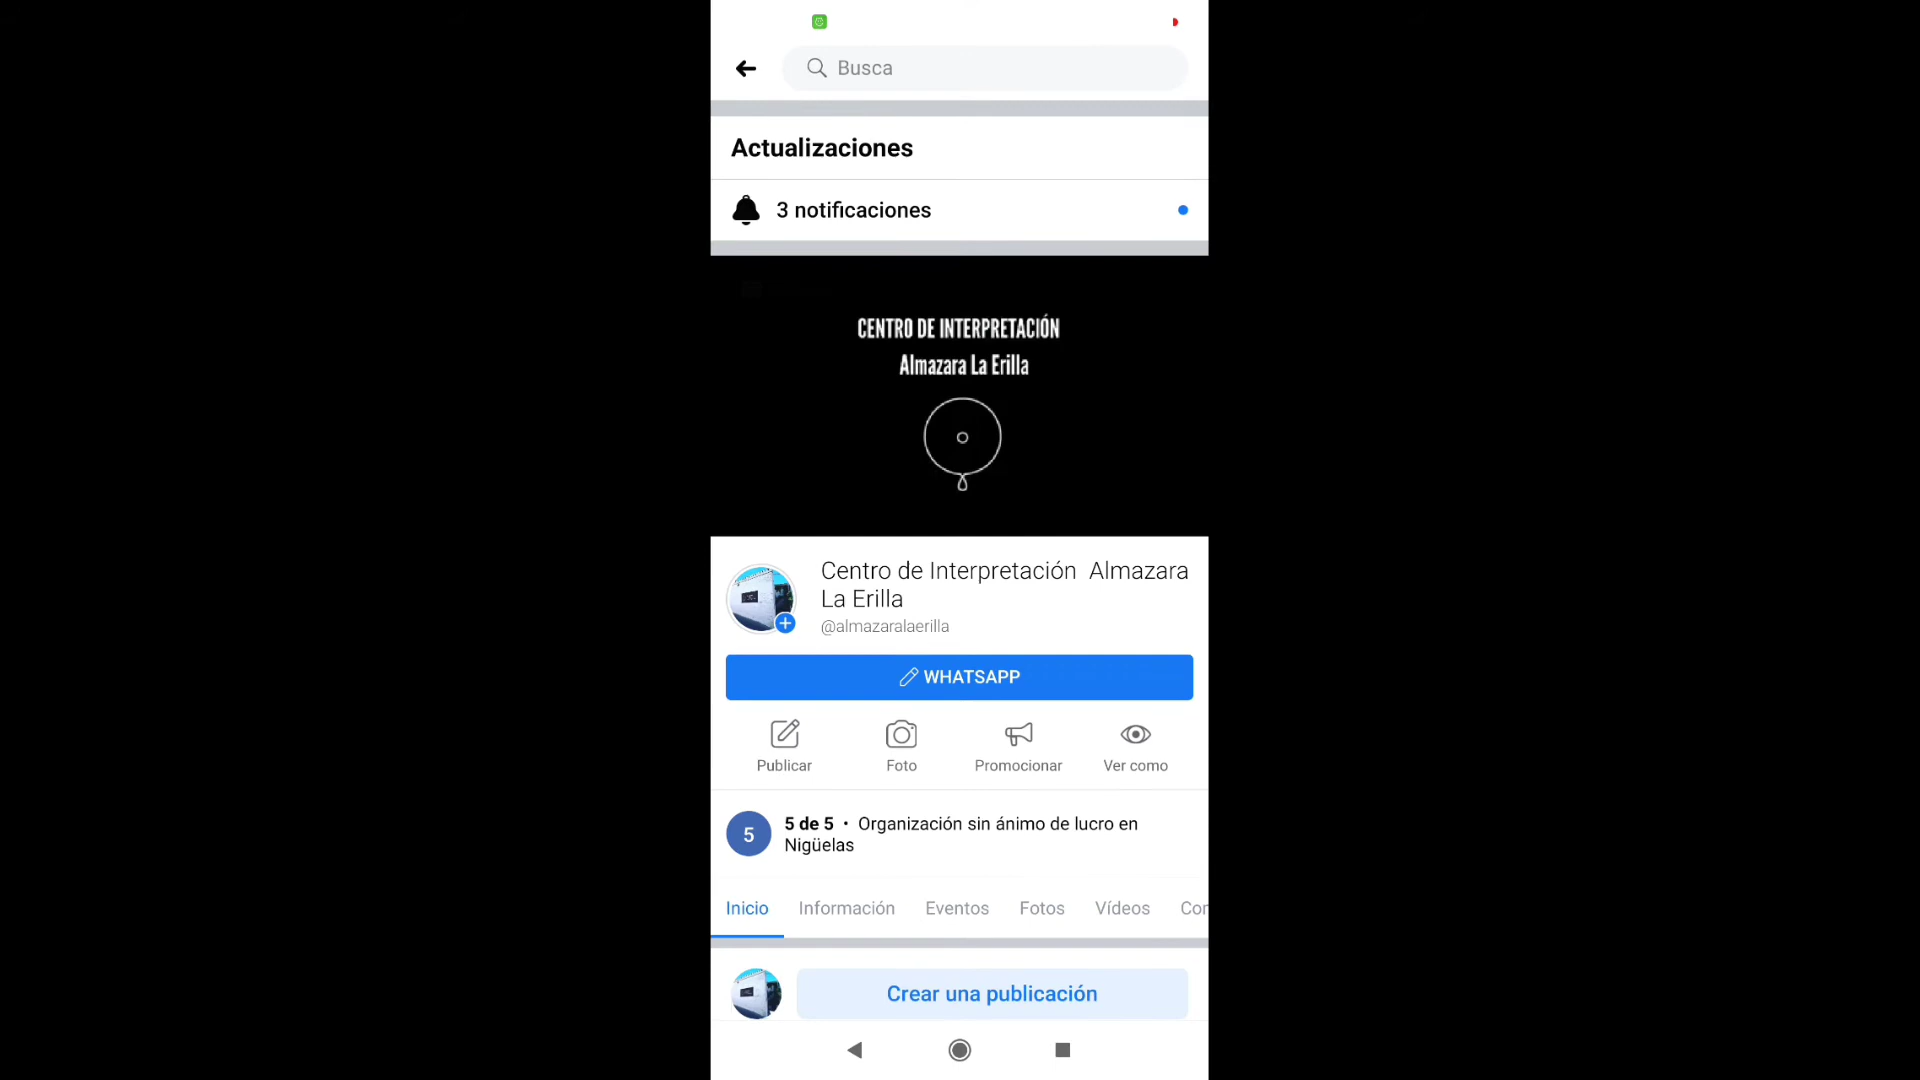 Busca
Actualizaciones
3 notificaciones
CENTRO DE INTERPRETACIÓN
Almazara La Erilla
Centro de Interpretación Almazara
La Erilla
@almazaralaerilla
WHATSAPP
Publicar Foto Promocionar Ver como
5 5 de 5 • Organización sin ánimo de lucro en
Nigüelas
Inicio Información Eventos Fotos Vídeos Cor
Crear una publicación